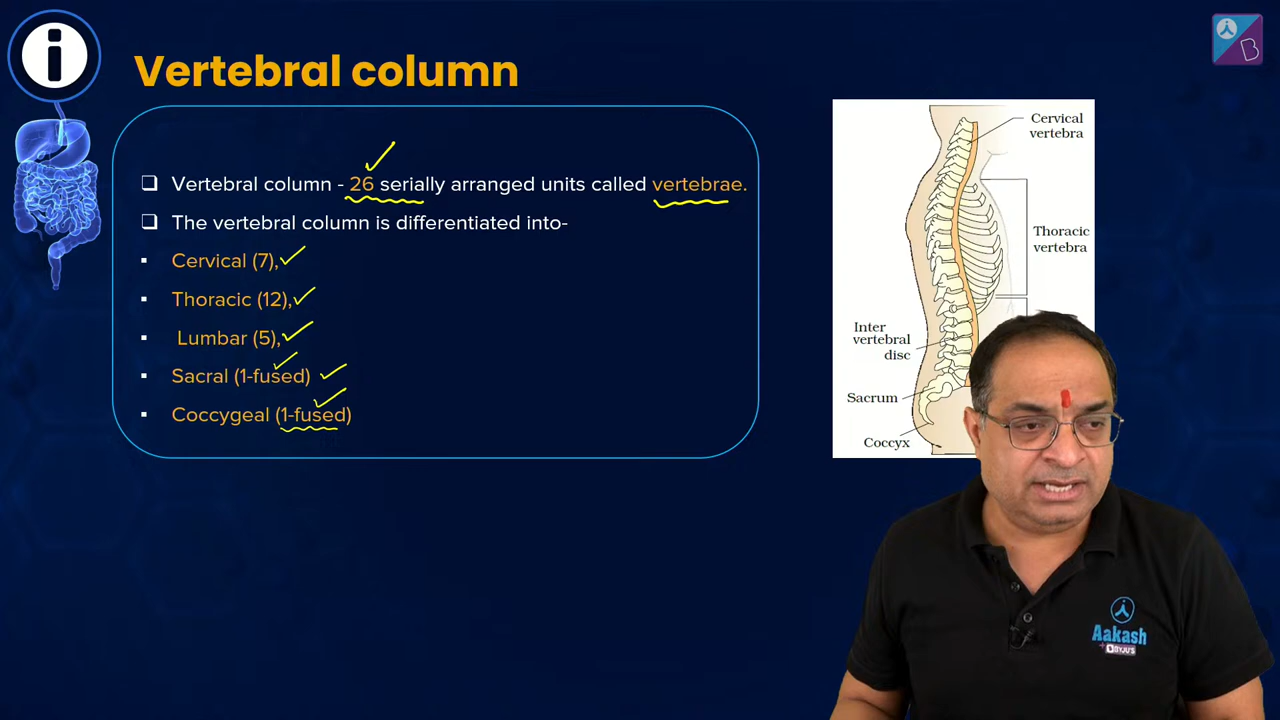 Vertebral column
❑ Vertebral column - 26 serially arranged units called vertebrae.
❑ The vertebral column is differentiated into-
▪ Cervical (7),
▪ Thoracic (12),
▪ Lumbar (5),
▪ Sacral (1-fused)
▪ Coccygeal (1-fused)
Cervical
vertebra
Thoracic
vertebra
Inter
vertebral
disc
Sacrum
Coccyx
Aakash
BYJU'S